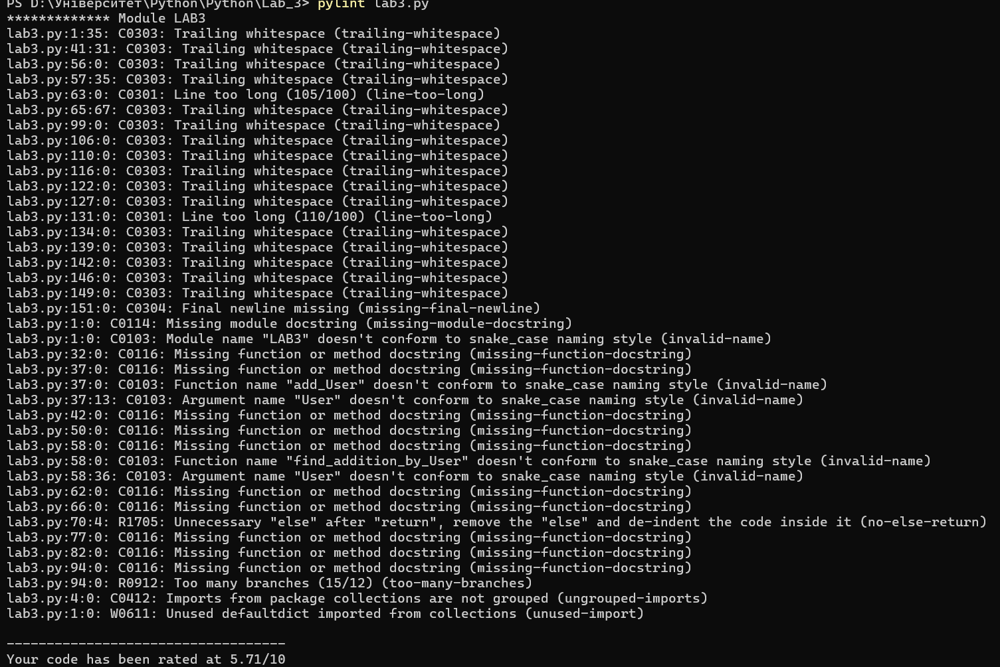 PS D:\Університет\Python\Python\Lab_3> pylint lab3.py
************* Module LAB3
lab3.py:1:35: C0303: Trailing whitespace (trailing-whitespace)
lab3.py:41:31: C0303: Trailing whitespace (trailing-whitespace)
lab3.py:56:0: C0303: Trailing whitespace (trailing-whitespace)
lab3.py:57:35: C0303: Trailing whitespace (trailing-whitespace)
lab3.py:63:0: C0301: Line too long (105/100) (line-too-long)
lab3.py:65:67: C0303: Trailing whitespace (trailing-whitespace)
lab3.py:99:0: C0303: Trailing whitespace (trailing-whitespace)
lab3.py:106:0: C0303: Trailing whitespace (trailing-whitespace)
lab3.py:110:0: C0303: Trailing whitespace (trailing-whitespace)
lab3.py:116:0: C0303: Trailing whitespace (trailing-whitespace)
lab3.py:122:0: C0303: Trailing whitespace (trailing-whitespace)
lab3.py:127:0: C0303: Trailing whitespace (trailing-whitespace)
lab3.py:131:0: C0301: Line too long (110/100) (line-too-long)
lab3.py:134:0: C0303: Trailing whitespace (trailing-whitespace)
lab3.py:139:0: C0303: Trailing whitespace (trailing-whitespace)
lab3.py:142:0: C0303: Trailing whitespace (trailing-whitespace)
lab3.py:146:0: C0303: Trailing whitespace (trailing-whitespace)
lab3.py:149:0: C0303: Trailing whitespace (trailing-whitespace)
lab3.py:151:0: C0304: Final newline missing (missing-final-newline)
lab3.py:1:0: C0114: Missing module docstring (missing-module-docstring)
lab3.py:1:0: C0103: Module name "LAB3" doesn't conform to snake_case naming style (invalid-name)
lab3.py:32:0: C0116: Missing function or method docstring (missing-function-docstring)
lab3.py:37:0: C0116: Missing function or method docstring (missing-function-docstring)
lab3.py:37:0: C0103: Function name "add_User" doesn't conform to snake_case naming style (invalid-name)
lab3.py:37:13: C0103: Argument name "User" doesn't conform to snake_case naming style (invalid-name)
lab3.py:42:0: C0116: Missing function or method docstring (missing-function-docstring)
lab3.py:50:0: C0116: Missing function or method docstring (missing-function-docstring)
lab3.py:58:0: C0116: Missing function or method docstring (missing-function-docstring)
lab3.py:58:0: C0103: Function name "find_addition_by_User" doesn't conform to snake_case naming style (invalid-name)
lab3.py:58:36: C0103: Argument name "User" doesn't conform to snake_case naming style (invalid-name)
lab3.py:62:0: C0116: Missing function or method docstring (missing-function-docstring)
lab3.py:66:0: C0116: Missing function or method docstring (missing-function-docstring)
lab3.py:70:4: R1705: Unnecessary "else" after "return", remove the "else" and de-indent the code inside it (no-else-return)
lab3.py:77:0: C0116: Missing function or method docstring (missing-function-docstring)
lab3.py:82:0: C0116: Missing function or method docstring (missing-function-docstring)
lab3.py:94:0: C0116: Missing function or method docstring (missing-function-docstring)
lab3.py:94:0: R0912: Too many branches (15/12) (too-many-branches)
lab3.py:4:0: C0412: Imports from package collections are not grouped (ungrouped-imports)
lab3.py:1:0: W0611: Unused defaultdict imported from collections (unused-import)
-----------------------------------
Your code has been rated at 5.71/10